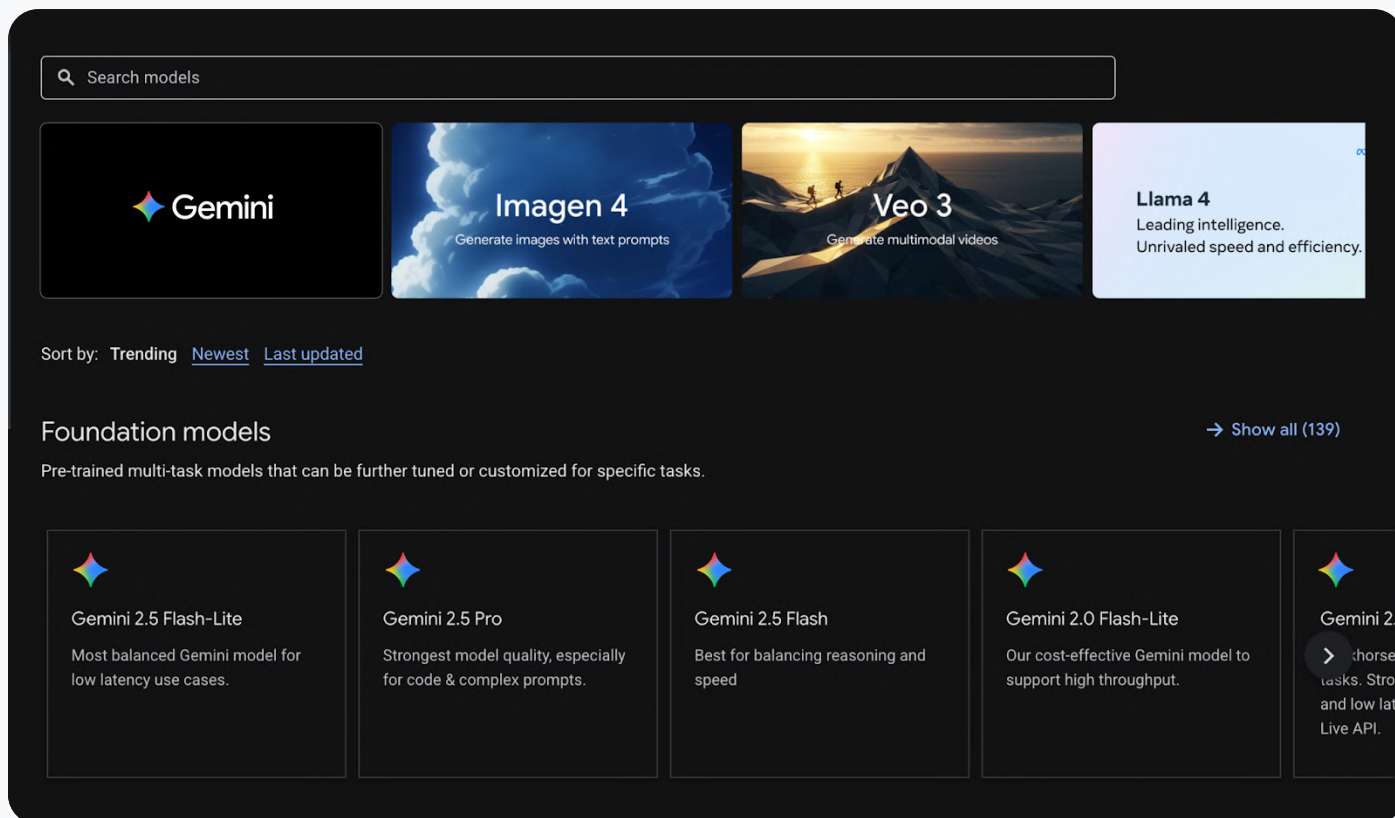 Search models
Gemini
Imagen 4
Generate images with text prompts
Veo 3
Generate multimodal videos
Llama 4
Leading intelligence.
Unrivaled speed and efficiency.
Sort by: Trending Newest Last updated
Foundation models
Show all (139)
Pre-trained multi-task models that can be further tuned or customized for specific tasks.
Gemini 2.5 Flash-Lite
Most balanced Gemini model for
low latency use cases.
Gemini 2.5 Pro
Strongest model quality, especially
for code & complex prompts.
Gemini 2.5 Flash
Best for balancing reasoning and
speed
Gemini 2.0 Flash-Lite
Our cost-effective Gemini model to
support high throughput.
Gemini 2.
tasks.
and low
Live API.